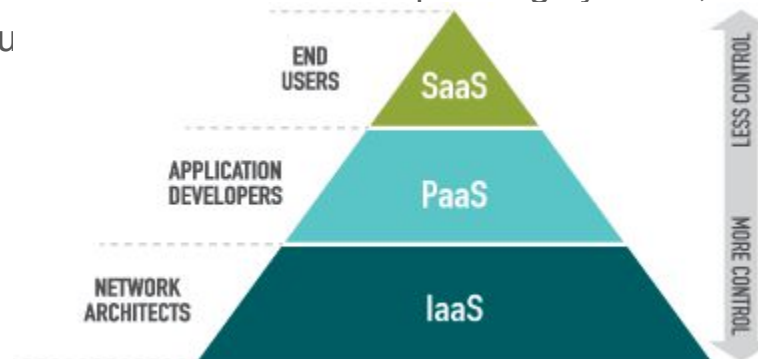 END
USERS
SaaS
LESS CONTROL
APPLICATION
DEVELOPERS
PaaS
NETWORK
ARCHITECTS
IaaS
MORE CONTROL